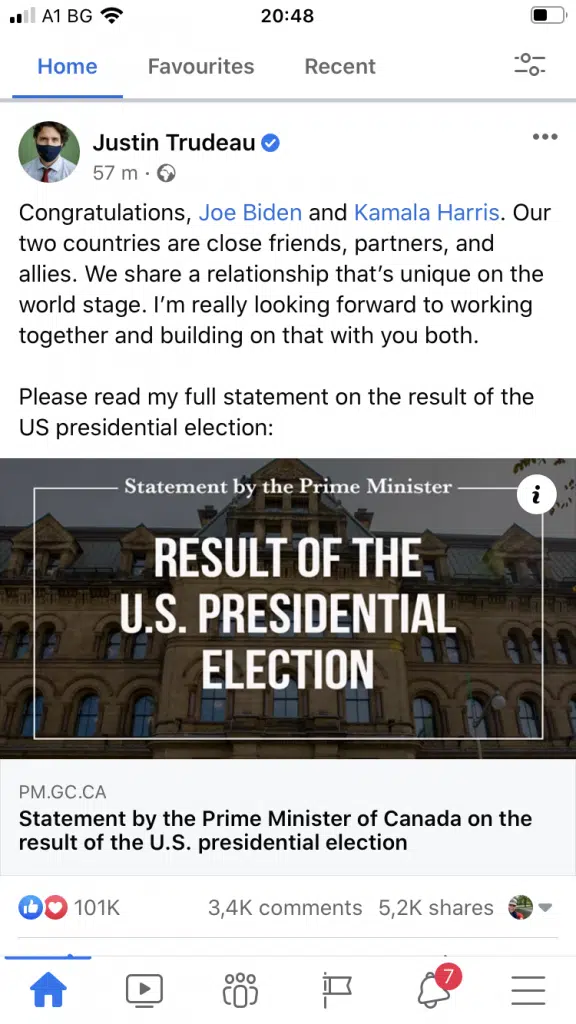 A1 BG 20:48
Home Favourites Recent
Justin Trudeau
57 m ·
Congratulations, Joe Biden and Kamala Harris. Our
two countries are close friends, partners, and
allies. We share a relationship that’s unique on the
world stage. I’m really looking forward to working
together and building on that with you both.
Please read my full statement on the result of the
US presidential election:
Statement by the Prime Minister
i
RESULT OF THE
U.S. PRESIDENTIAL
ELECTION
PM.GC.CA
Statement by the Prime Minister of Canada on the
result of the U.S. presidential election
101K 3,4K comments 5,2K shares
7